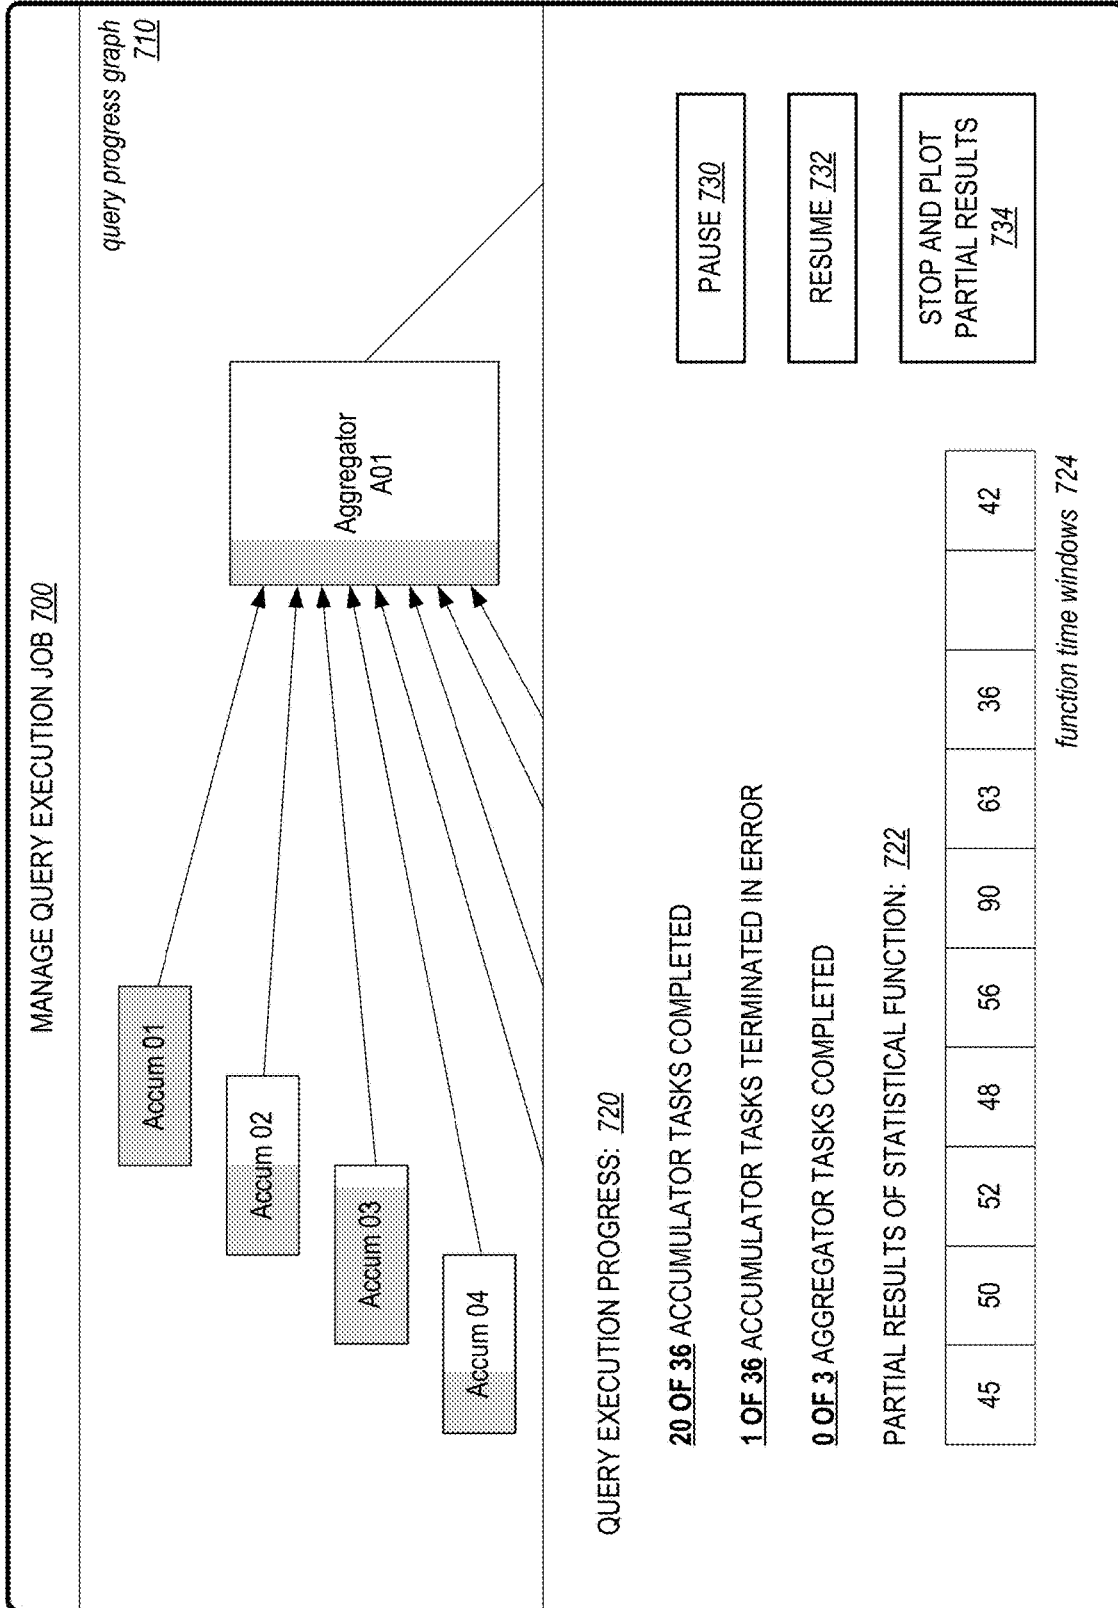 MANAGE QUERY EXECUTION JOB 700
query progress graph
710
Accum 01
Accum 02
Accum 03
Accum 04
Aggregator
A01
QUERY EXECUTION PROGRESS: 720
20 OF 36 ACCUMULATOR TASKS COMPLETED
1 OF 36 ACCUMULATOR TASKS TERMINATED IN ERROR
0 OF 3 AGGREGATOR TASKS COMPLETED
PARTIAL RESULTS OF STATISTICAL FUNCTION: 722
45 50 52 48 56 90 63 36 42
function time windows 724
PAUSE 730
RESUME 732
STOP AND PLOT
PARTIAL RESULTS
734